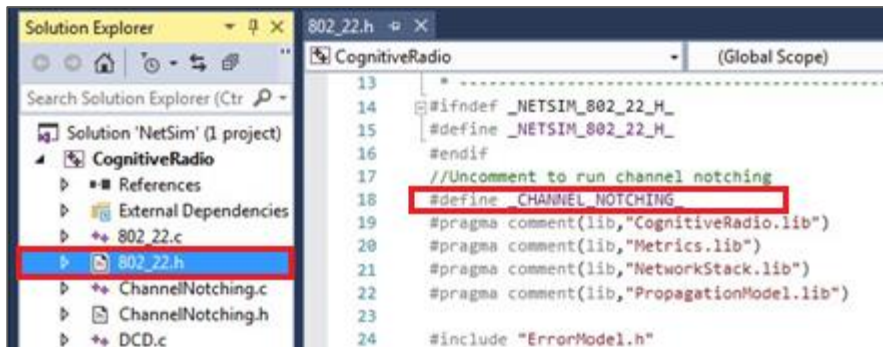 Solution Explorer
Search Solution Explorer (Ctr
Solution 'NetSim' (1 project)
CognitiveRadio
References
External Dependencies
802_22.c
802_22.h
ChannelNotching.c
ChannelNotching.h
DCD.c
802_22.h
CognitiveRadio
(Global Scope)
13 * ----------------------------------------
14 #ifndef _NETSIM_802_22_H_
15 #define _NETSIM_802_22_H_
16 #endif
17 //Uncomment to run channel notching
18 #define _CHANNEL_NOTCHING_
19 #pragma comment(lib,"CognitiveRadio.lib")
20 #pragma comment(lib,"Metrics.lib")
21 #pragma comment(lib,"NetworkStack.lib")
22 #pragma comment(lib,"PropagationModel.lib")
23
24 #include "ErrorModel.h"